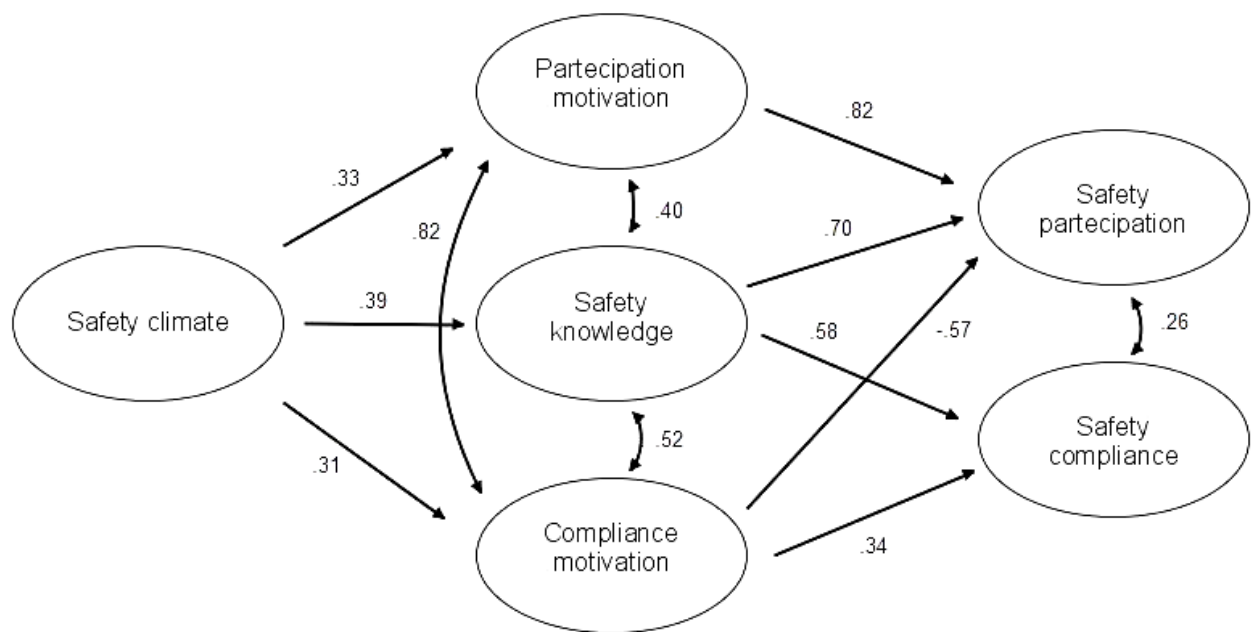 Partecipation
motivation
.82
.33
.82
.40
Safety
partecipation
.70
Safety climate
.39
Safety
knowledge
.58
-.57
.26
.31
.52
Safety
compliance
Compliance
motivation
.34